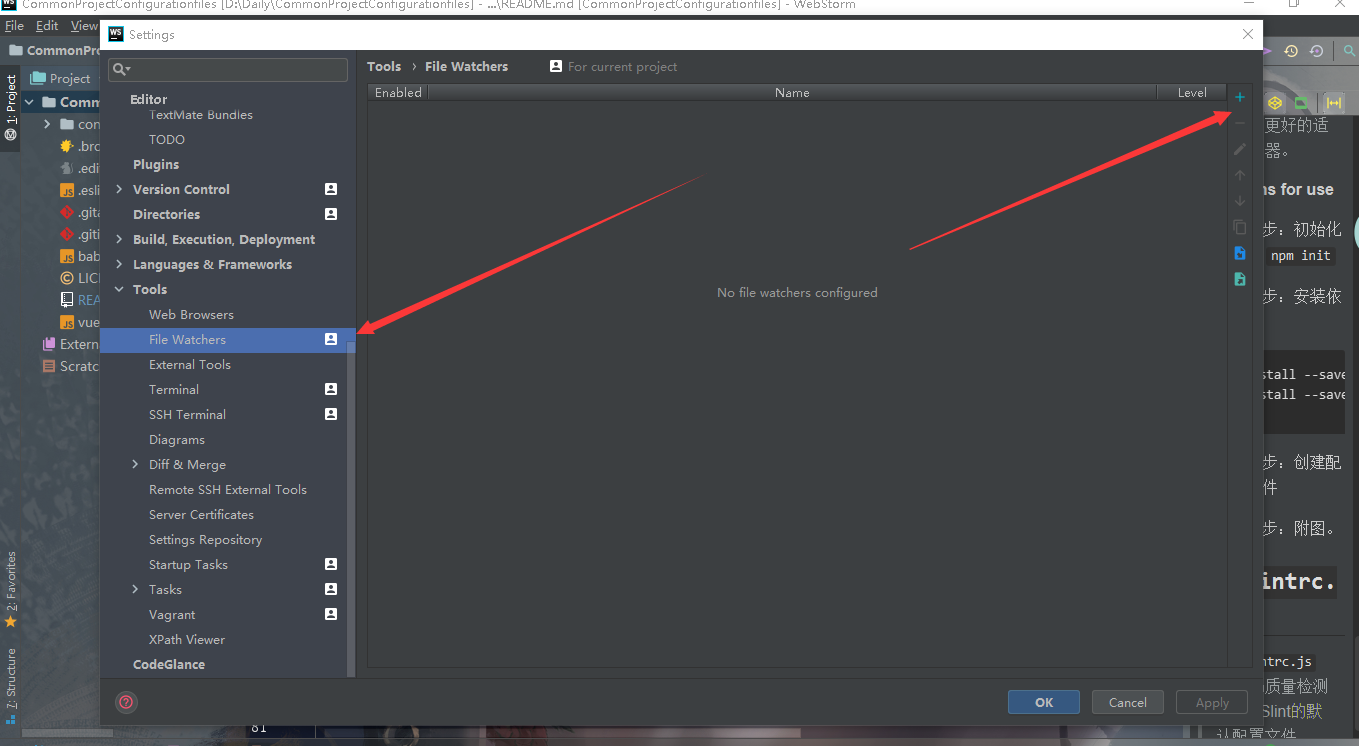 CommonProjectConfigurationfiles [D:\Daily\CommonProjectConfigurationfiles] - ...\README.md [CommonProjectConfigurationfiles] - WebStorm
File Edit View
WS Settings
CommonPro
Project
1: Project
Comm
con
.bro
.edi
.esli
.gita
.giti
bab
LICE
REA
vue
Extern
Scratc
2: Favorites
7: Structure
Editor
TextMate Bundles
TODO
Plugins
Version Control
Directories
Build, Execution, Deployment
Languages & Frameworks
Tools
Web Browsers
File Watchers
External Tools
Terminal
SSH Terminal
Diagrams
Diff & Merge
Remote SSH External Tools
Server Certificates
Settings Repository
Startup Tasks
Tasks
Vagrant
XPath Viewer
CodeGlance
Tools › File Watchers For current project
Enabled Name Level
No file watchers configured
OK Cancel Apply
更好的适
器。
ns for use
步：初始化
npm init
步：安装依
stall --save
stall --save
步：创建配
件
步：附图。
intrc.
ntrc.js
质量检测
Slint的默
认配置文件
81